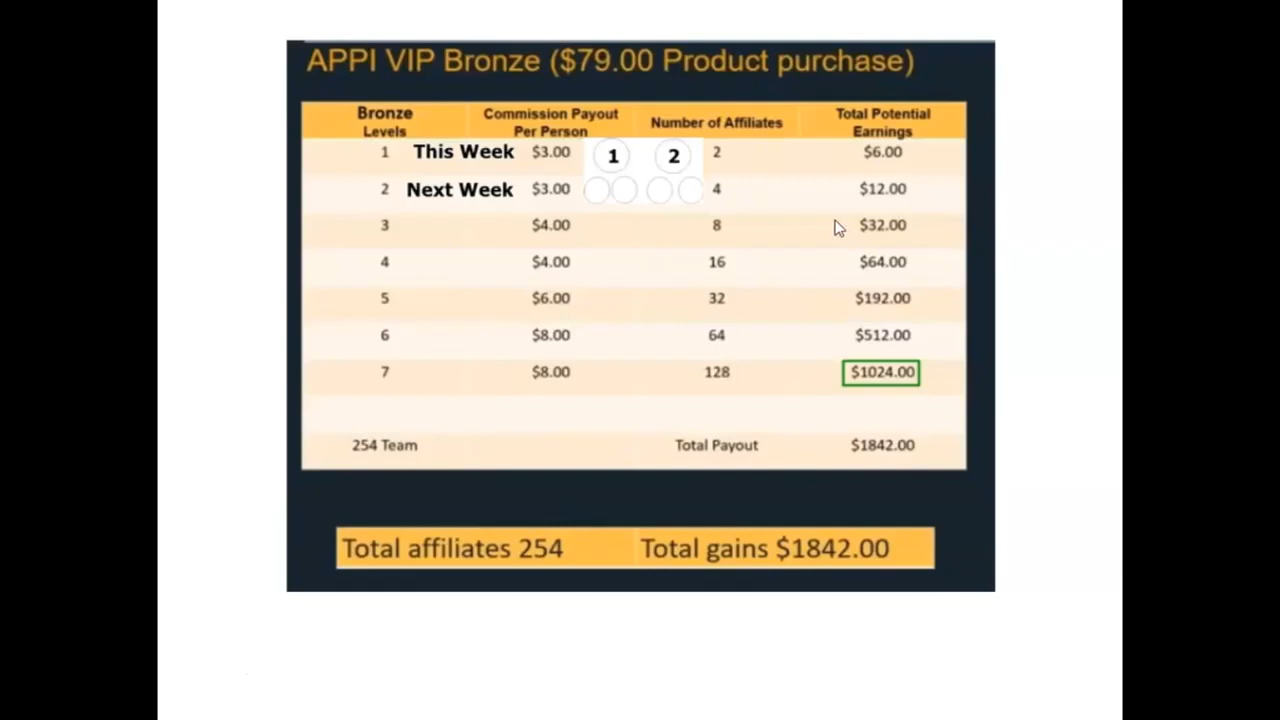 APPI VIP Bronze ($79.00 Product purchase)
Bronze Levels Commission Payout Per Person Number of Affiliates Total Potential Earnings
1 This Week $3.00 1 2 2 $6.00
2 Next Week $3.00 4 $12.00
3 $4.00 8 $32.00
4 $4.00 16 $64.00
5 $6.00 32 $192.00
6 $8.00 64 $512.00
7 $8.00 128 $1024.00
254 Team Total Payout $1842.00
Total affiliates 254 Total gains $1842.00